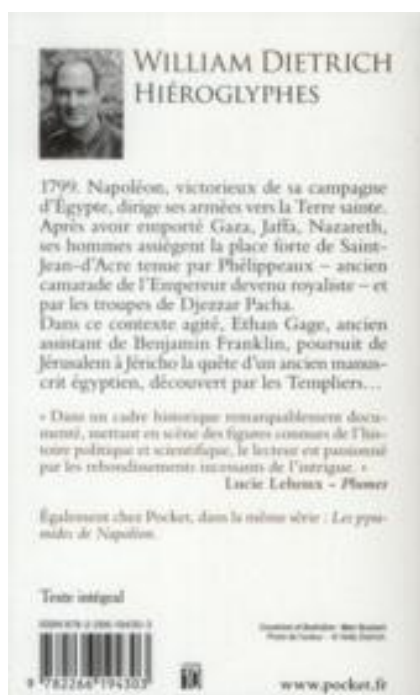 WILLIAM DIETRICH
HIÉROGLYPHES
1799. Napoléon, victorieux de sa campagne
d'Égypte, dirige ses armées vers la Terre sainte.
Après avoir emporté Gaza, Jaffa, Nazareth,
ses hommes assiègent la place forte de Saint-
Jean-d'Acre tenue par Phélippeaux – ancien
camarade de l'Empereur devenu royaliste – et
par les troupes de Djezzar Pacha.
Dans ce contexte agité, Ethan Gage, ancien
assistant de Benjamin Franklin, poursuit de
Jérusalem à Jéricho la quête d'un ancien manus-
crit égyptien, découvert par les Templiers…
« Dans un cadre historique remarquablement docu-
menté, mettant en scène des figures connues de l'his-
toire politique et scientifique, le lecteur est passionné
par les rebondissements incessants de l'intrigue. »
Lucie
Également chez Pocket, dans la même série : Les pyra-
mides de Napoléon.
Texte intégral
9 782266 194303
www.pocket.fr